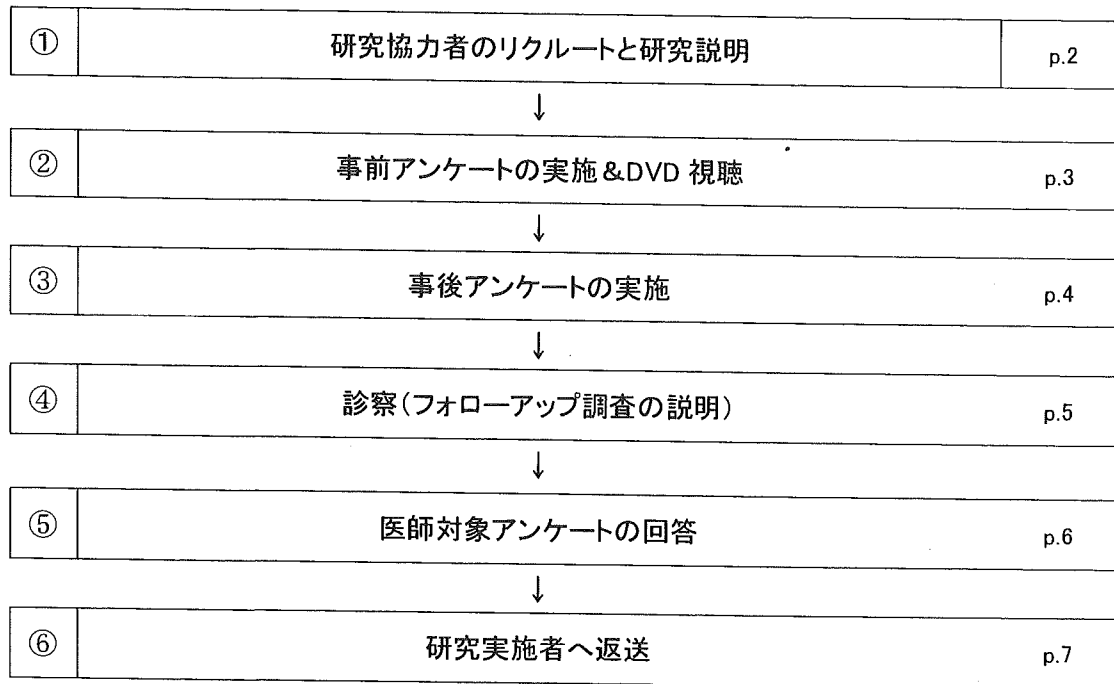 ① 研究協力者のリクルートと研究説明 p.2
↓
② 事前アンケートの実施&DVD 視聴 p.3
↓
③ 事後アンケートの実施 p.4
↓
④ 診察(フォローアップ調査の説明) p.5
↓
⑤ 医師対象アンケートの回答 p.6
↓
⑥ 研究実施者へ返送 p.7